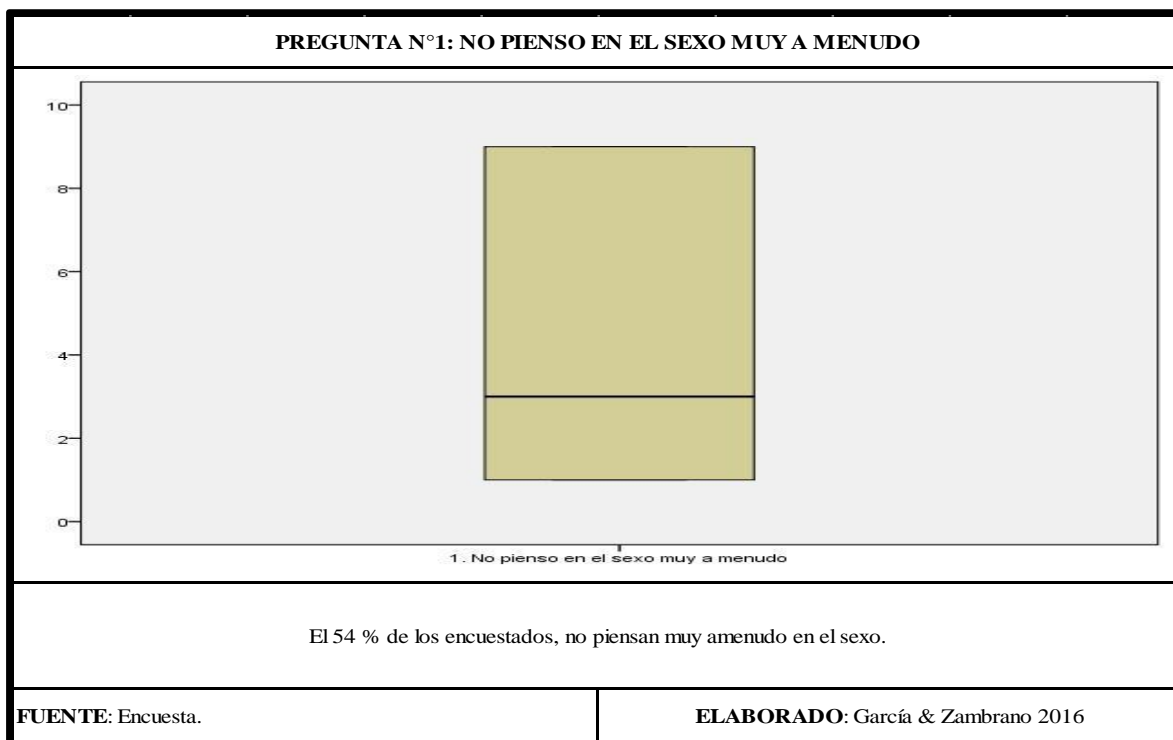 PREGUNTA N°1: NO PIENSO EN EL SEXO MUY A MENUDO
10
8
6
4
2
0
1. No pienso en el sexo muy a menudo
El 54 % de los encuestados, no piensan muy amenudo en el sexo.
FUENTE: Encuesta.
ELABORADO: García & Zambrano 2016